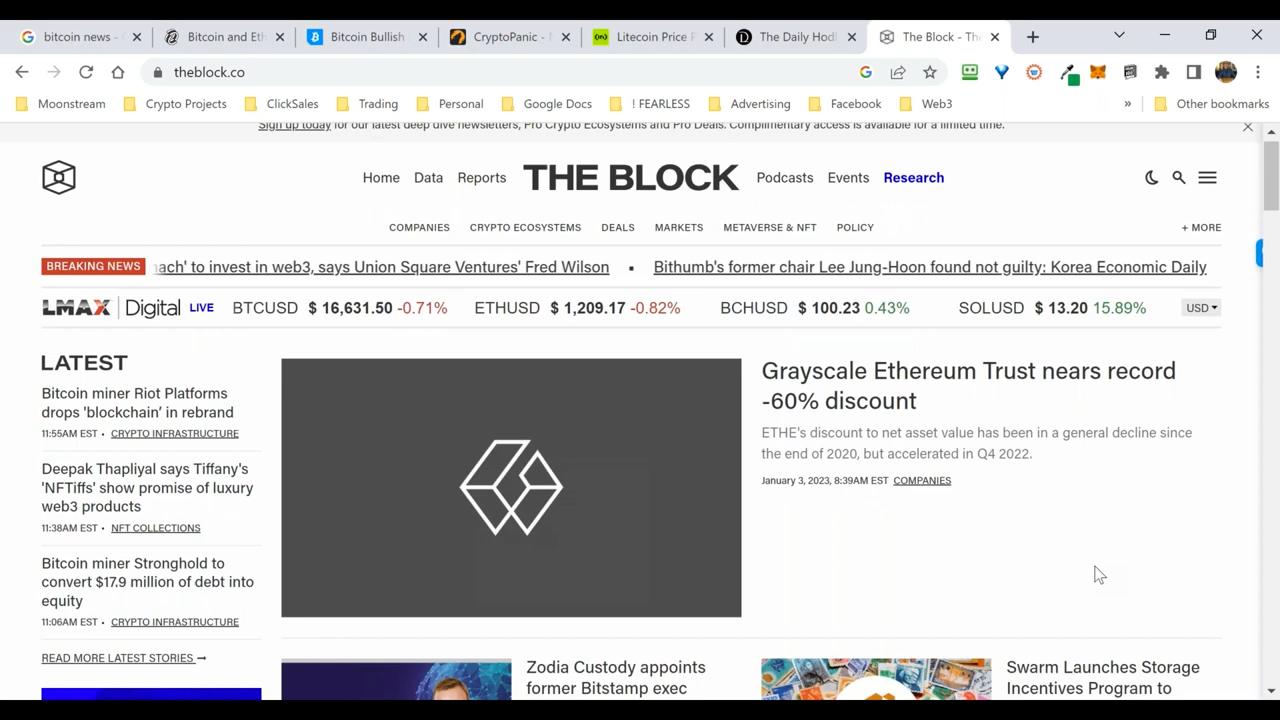 bitcoin news -
Bitcoin and Eth
Bitcoin Bullish
CryptoPanic -
Litecoin Price P
The Daily Hodl
The Block - The
theblock.co
Moonstream
Crypto Projects
ClickSales
Trading
Personal
Google Docs
! FEARLESS
Advertising
Facebook
Web3
»
Other bookmarks
Sign up today for our latest deep dive newsletters, Pro Crypto Ecosystems and Pro Deals. Complimentary access is available for a limited time.
Home Data Reports THE BLOCK Podcasts Events Research
COMPANIES CRYPTO ECOSYSTEMS DEALS MARKETS METAVERSE & NFT POLICY + MORE
BREAKING NEWS
ach' to invest in web3, says Union Square Ventures' Fred Wilson ▪ Bithumb's former chair Lee Jung-Hoon found not guilty: Korea Economic Daily
LMAX Digital LIVE BTCUSD $ 16,631.50 -0.71% ETHUSD $ 1,209.17 -0.82% BCHUSD $ 100.23 0.43% SOLUSD $ 13.20 15.89% USD
LATEST
Bitcoin miner Riot Platforms
drops 'blockchain’ in rebrand
11:55AM EST • CRYPTO INFRASTRUCTURE
Deepak Thapliyal says Tiffany's
'NFTiffs' show promise of luxury
web3 products
11:38AM EST • NFT COLLECTIONS
Bitcoin miner Stronghold to
convert $17.9 million of debt into
equity
11:06AM EST • CRYPTO INFRASTRUCTURE
READ MORE LATEST STORIES
Grayscale Ethereum Trust nears record
-60% discount
ETHE's discount to net asset value has been in a general decline since
the end of 2020, but accelerated in Q4 2022.
January 3, 2023, 8:39AM EST COMPANIES
Zodia Custody appoints
former Bitstamp exec
Swarm Launches Storage
Incentives Program to